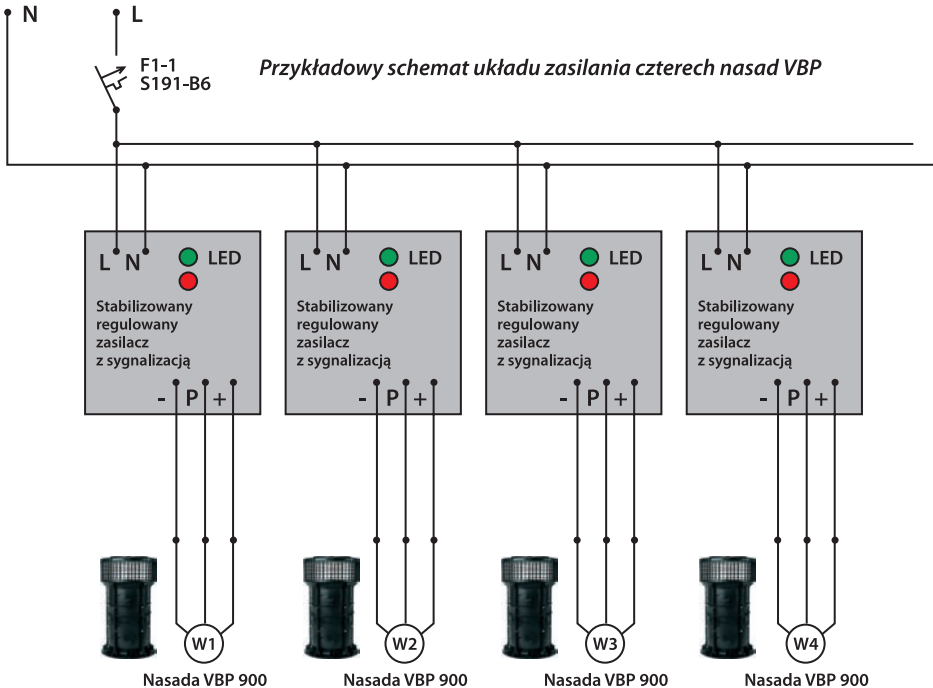 N
L
F1-1
S191-B6
Przykładowy schemat układu zasilania czterech nasad VBP
L N LED
Stabilizowany
regulowany
zasilacz
z sygnalizacją
- P +
L N LED
Stabilizowany
regulowany
zasilacz
z sygnalizacją
- P +
L N LED
Stabilizowany
regulowany
zasilacz
z sygnalizacją
- P +
L N LED
Stabilizowany
regulowany
zasilacz
z sygnalizacją
- P +
W1
W2
W3
W4
Nasada VBP 900
Nasada VBP 900
Nasada VBP 900
Nasada VBP 900